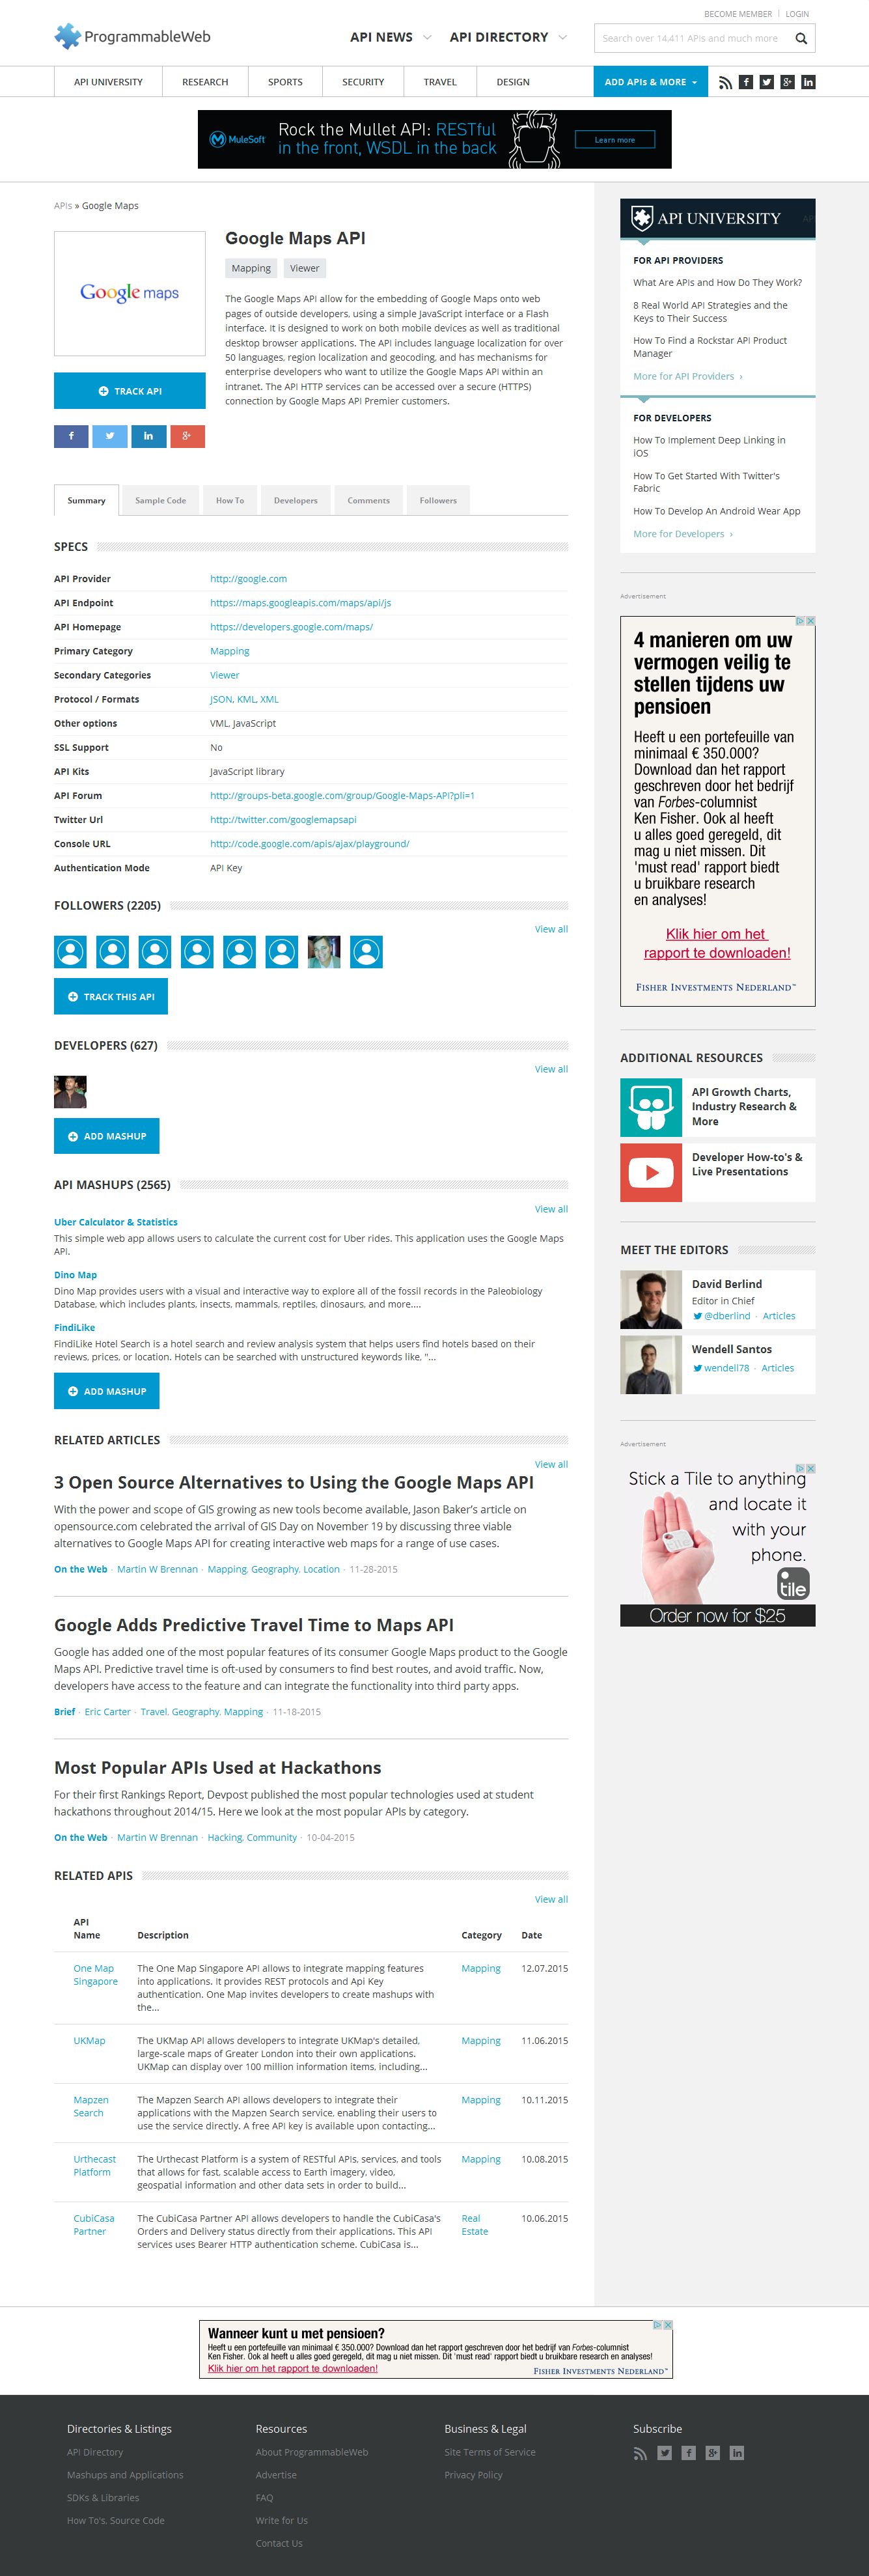 BECOME MEMBER | LOGIN
ProgrammableWeb
API NEWS
API DIRECTORY
Search over 14,411 APIs and much more
API UNIVERSITY
RESEARCH
SPORTS
SECURITY
TRAVEL
DESIGN
ADD APIs & MORE
MuleSoft
Rock the Mullet API: RESTful
in the front, WSDL in the back
Learn more
APIs » Google Maps
Google maps
TRACK API
Google Maps API
Mapping
Viewer
The Google Maps API allow for the embedding of Google Maps onto web
pages of outside developers, using a simple JavaScript interface or a Flash
interface. It is designed to work on both mobile devices as well as traditional
desktop browser applications. The API includes language localization for over
50 languages, region localization and geocoding, and has mechanisms for
enterprise developers who want to utilize the Google Maps API within an
intranet. The API HTTP services can be accessed over a secure (HTTPS)
connection by Google Maps API Premier customers.
Summary
Sample Code
How To
Developers
Comments
Followers
SPECS
API Provider http://google.com
API Endpoint https://maps.googleapis.com/maps/api/js
API Homepage https://developers.google.com/maps/
Primary Category Mapping
Secondary Categories Viewer
Protocol / Formats JSON, KML, XML
Other options VML, JavaScript
SSL Support No
API Kits JavaScript library
API Forum http://groups-beta.google.com/group/Google-Maps-API?pli=1
Twitter Url http://twitter.com/googlemapsapi
Console URL http://code.google.com/apis/ajax/playground/
Authentication Mode API Key
FOLLOWERS (2205)
View all
TRACK THIS API
DEVELOPERS (627)
View all
ADD MASHUP
API MASHUPS (2565)
View all
Uber Calculator & Statistics
This simple web app allows users to calculate the current cost for Uber rides. This application uses the Google Maps
API.
Dino Map
Dino Map provides users with a visual and interactive way to explore all of the fossil records in the Paleobiology
Database, which includes plants, insects, mammals, reptiles, dinosaurs, and more....
FindiLike
FindiLike Hotel Search is a hotel search and review analysis system that helps users find hotels based on their
reviews, prices, or location. Hotels can be searched with unstructured keywords like, "...
ADD MASHUP
RELATED ARTICLES
View all
3 Open Source Alternatives to Using the Google Maps API
With the power and scope of GIS growing as new tools become available, Jason Baker's article on
opensource.com celebrated the arrival of GIS Day on November 19 by discussing three viable
alternatives to Google Maps API for creating interactive web maps for a range of use cases.
On the Web · Martin W Brennan · Mapping, Geography, Location · 11-28-2015
Google Adds Predictive Travel Time to Maps API
Google has added one of the most popular features of its consumer Google Maps product to the Google
Maps API. Predictive travel time is oft-used by consumers to find best routes, and avoid traffic. Now,
developers have access to the feature and can integrate the functionality into third party apps.
Brief · Eric Carter · Travel, Geography, Mapping · 11-18-2015
Most Popular APIs Used at Hackathons
For their first Rankings Report, Devpost published the most popular technologies used at student
hackathons throughout 2014/15. Here we look at the most popular APIs by category.
On the Web · Martin W Brennan · Hacking, Community · 10-04-2015
RELATED APIS
View all
API
Name Description Category Date
One Map
Singapore
The One Map Singapore API allows to integrate mapping features
into applications. It provides REST protocols and Api Key
authentication. One Map invites developers to create mashups with
the...
Mapping
12.07.2015
UKMap
The UKMap API allows developers to integrate UKMap's detailed,
large-scale maps of Greater London into their own applications.
UKMap can display over 100 million information items, including...
Mapping
11.06.2015
Mapzen
Search
The Mapzen Search API allows developers to integrate their
applications with the Mapzen Search service, enabling their users to
use the service directly. A free API key is available upon contacting...
Mapping
10.11.2015
Urthecast
Platform
The Urthecast Platform is a system of RESTful APIs, services, and tools
that allows for fast, scalable access to Earth imagery, video,
geospatial information and other data sets in order to build...
Mapping
10.08.2015
CubiCasa
Partner
The CubiCasa Partner API allows developers to handle the CubiCasa's
Orders and Delivery status directly from their applications. This API
services uses Bearer HTTP authentication scheme. CubiCasa is...
Real
Estate
10.06.2015
API UNIVERSITY
FOR API PROVIDERS
What Are APIs and How Do They Work?
8 Real World API Strategies and the
Keys to Their Success
How To Find a Rockstar API Product
Manager
More for API Providers ›
FOR DEVELOPERS
How To Implement Deep Linking in
iOS
How To Get Started With Twitter's
Fabric
How To Develop An Android Wear App
More for Developers ›
Advertisement
4 manieren om uw
vermogen veilig te
stellen tijdens uw
pensioen
Heeft u een portefeuille van
minimaal € 350.000?
Download dan het rapport
geschreven door het bedrijf
van Forbes-columnist
Ken Fisher. Ook al heeft
u alles goed geregeld, dit
mag u niet missen. Dit
'must read' rapport biedt
u bruikbare research
en analyses!
Klik hier om het
rapport te downloaden!
FISHER INVESTMENTS NEDERLAND™
ADDITIONAL RESOURCES
API Growth Charts,
Industry Research &
More
Developer How-to's &
Live Presentations
MEET THE EDITORS
David Berlind
Editor in Chief
@dberlind · Articles
Wendell Santos
wendell78 · Articles
Advertisement
Stick a Tile to anything
and locate it
with your
phone.
tile
Order now for $25
Wanneer kunt u met pensioen?
Heeft u een portefeuille van minimaal € 350.000? Download dan het rapport geschreven door het bedrijf van Forbes-columnist
Ken Fisher. Ook al heeft u alles goed geregeld, dit mag u niet missen. Dit 'must read' rapport biedt u bruikbare research en analyses!
Klik hier om het rapport te downloaden!
FISHER INVESTMENTS NEDERLAND™
Directories & Listings
API Directory
Mashups and Applications
SDKs & Libraries
How To's, Source Code
Resources
About ProgrammableWeb
Advertise
FAQ
Write for Us
Contact Us
Business & Legal
Site Terms of Service
Privacy Policy
Subscribe